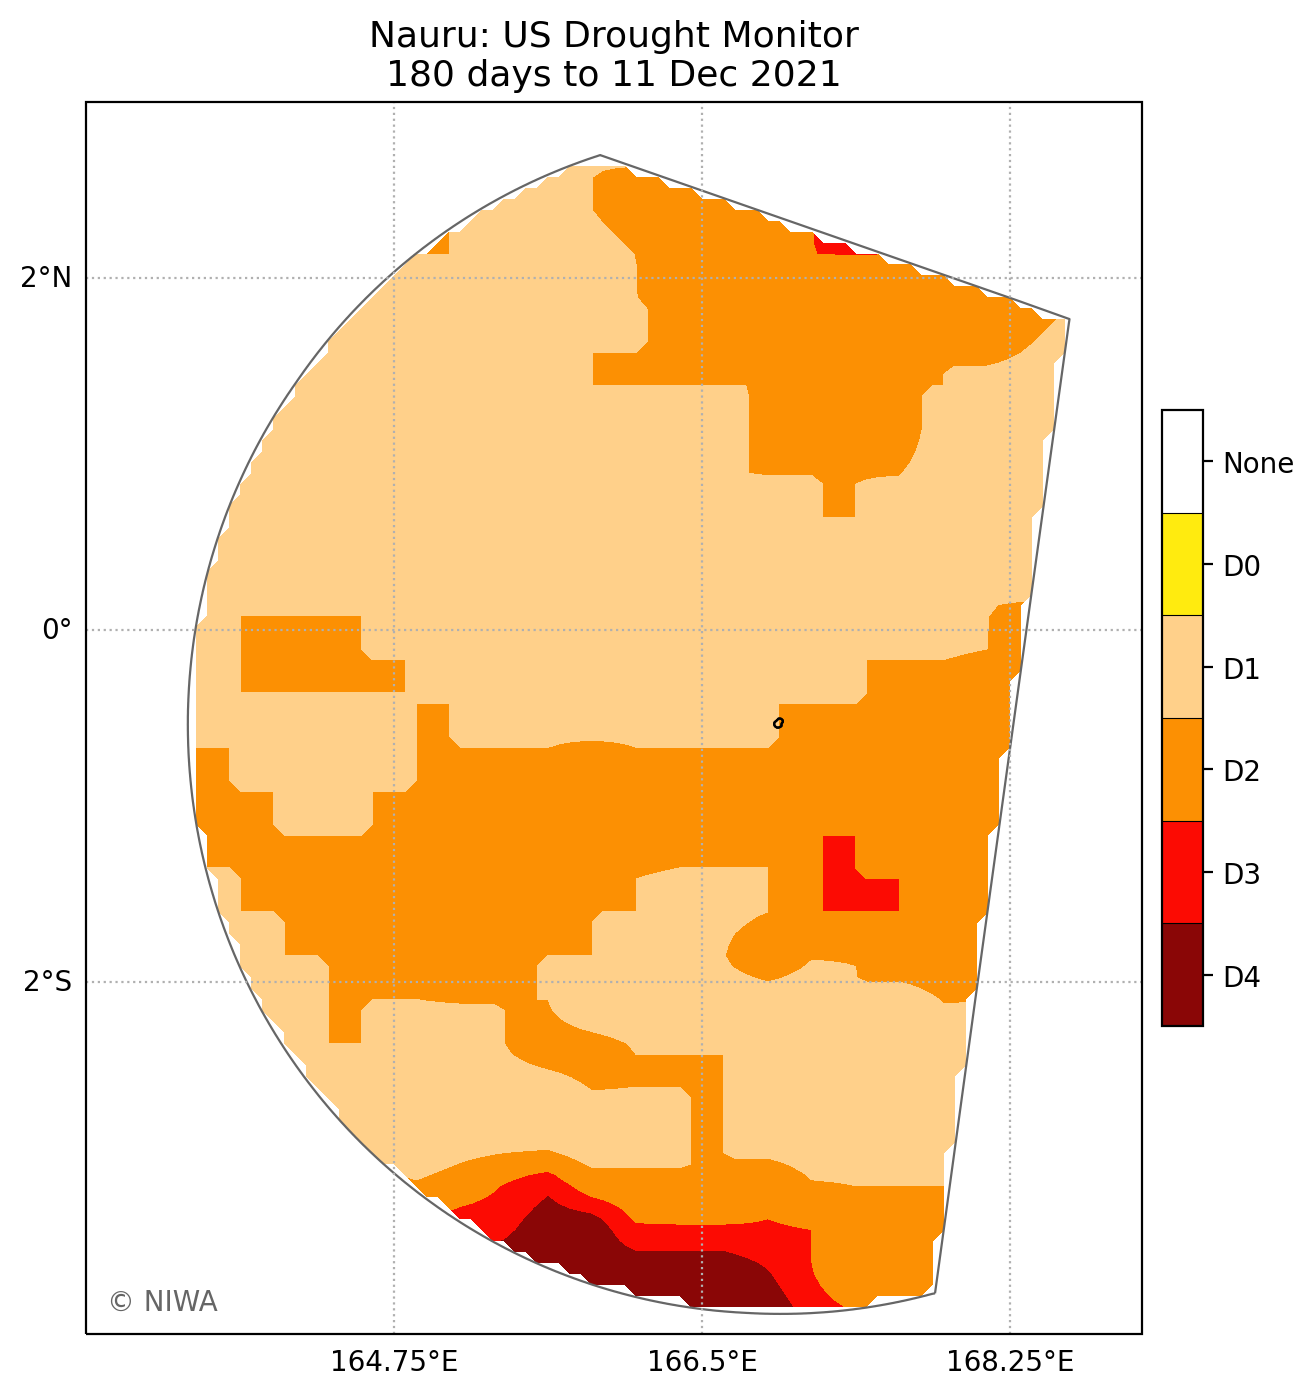 Nauru: US Drought Monitor
180 days to 11 Dec 2021
2°N
0°
2°S
164.75°E
166.5°E
168.25°E
None
D0
D1
D2
D3
D4
© NIWA